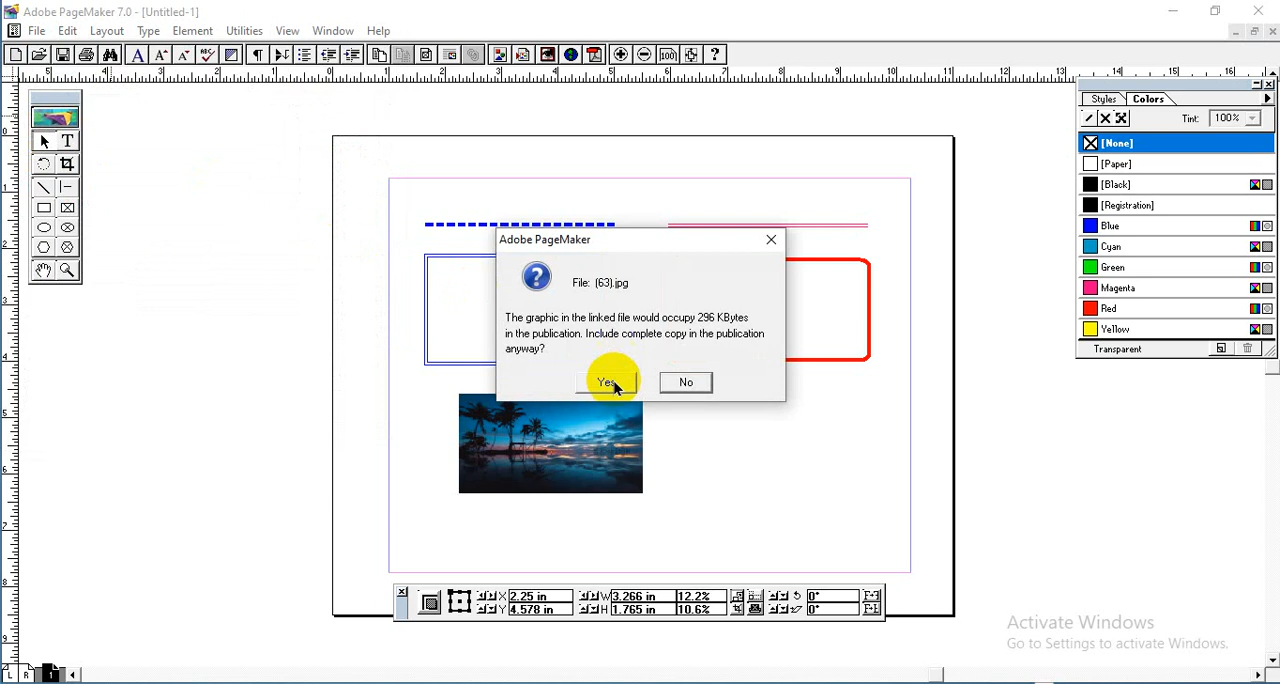 Adobe PageMaker 7.0 - [Untitled-1]
File Edit Layout Type Element Utilities View Window Help
Styles Colors
Tint: 100%
[None]
[Paper]
[Black]
[Registration]
Blue
Cyan
Green
Magenta
Red
Yellow
Transparent
Adobe PageMaker
File: (63).jpg
The graphic in the linked file would occupy 296 KBytes
in the publication. Include complete copy in the publication
anyway?
Yes No
X 2.25 in W 3.266 in 12.2% 0°
Y 4.578 in H 1.765 in 10.6% 0°
Activate Windows
Go to Settings to activate Windows.
L R 1